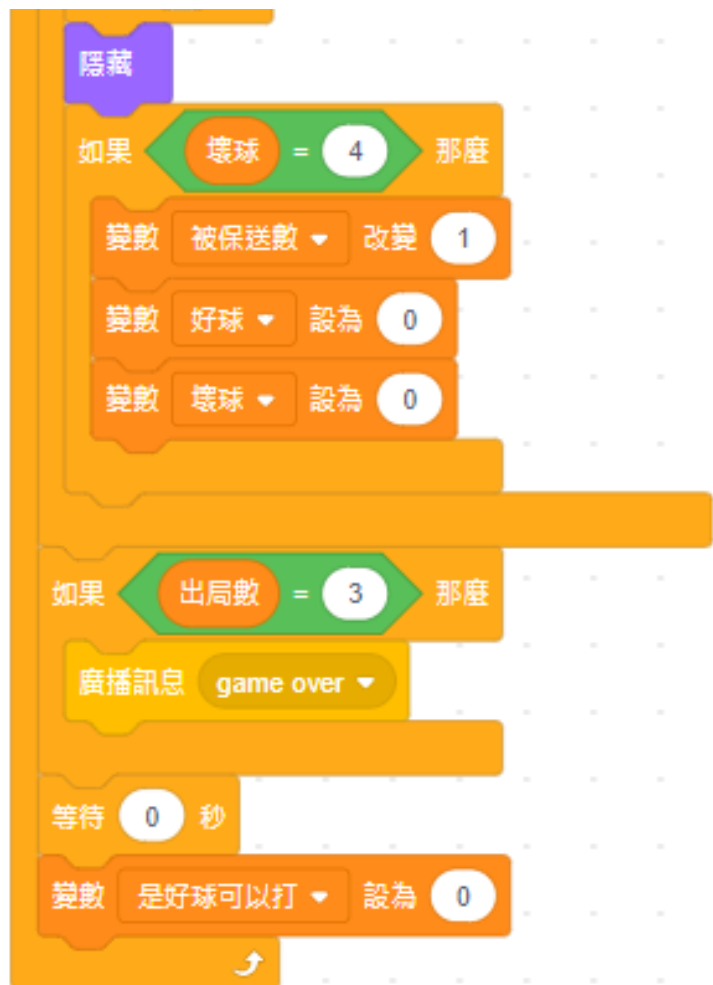 隱藏
如果 壞球 = 4 那麼
變數 被保送數 改變 1
變數 好球 設為 0
變數 壞球 設為 0
如果 出局數 = 3 那麼
廣播訊息 game over
等待 0 秒
變數 是好球可以打 設為 0